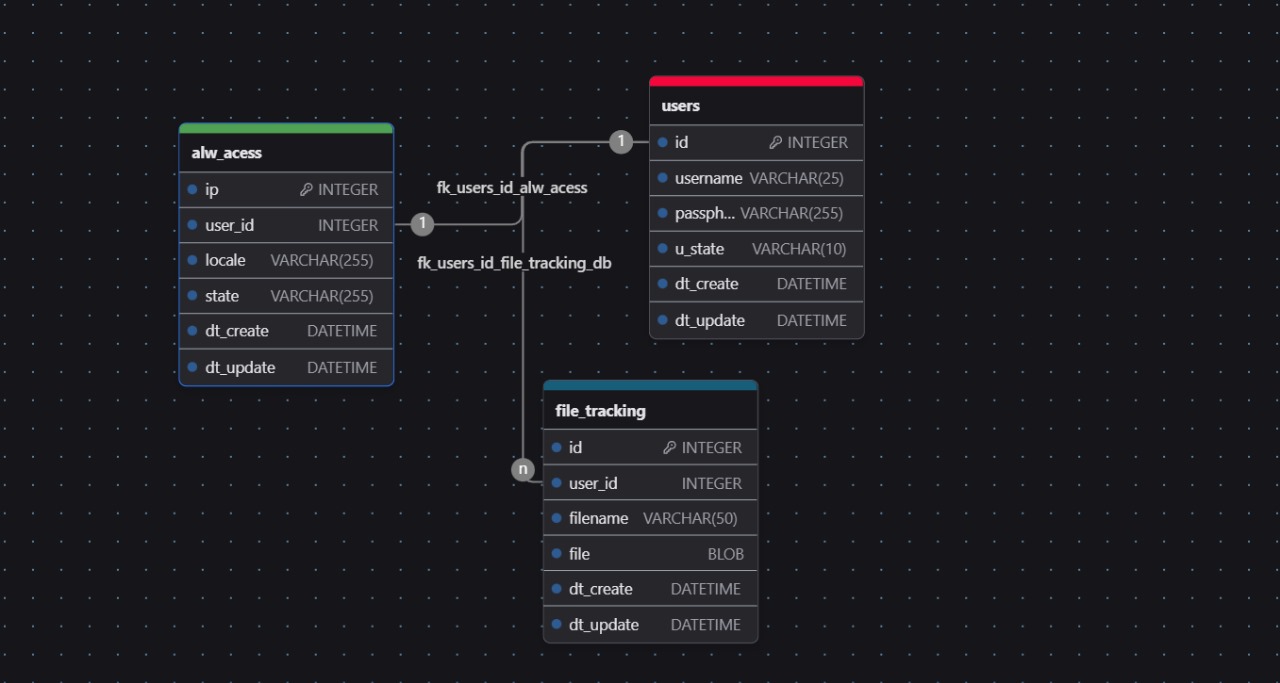 alw_acess
ip INTEGER
user_id INTEGER
locale VARCHAR(255)
state VARCHAR(255)
dt_create DATETIME
dt_update DATETIME
1
fk_users_id_alw_acess
fk_users_id_file_tracking_db
1
n
users
id INTEGER
username VARCHAR(25)
passph... VARCHAR(255)
u_state VARCHAR(10)
dt_create DATETIME
dt_update DATETIME
file_tracking
id INTEGER
user_id INTEGER
filename VARCHAR(50)
file BLOB
dt_create DATETIME
dt_update DATETIME